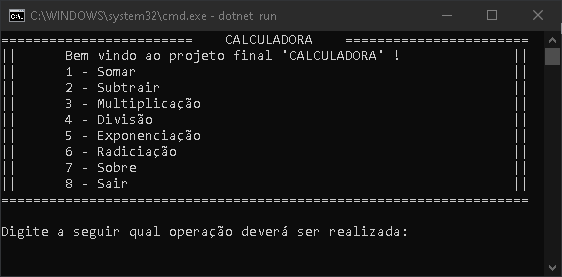 C:\WINDOWS\system32\cmd.exe - dotnet run
========================    CALCULADORA    =======================
||      Bem vindo ao projeto final "CALCULADORA" !              ||
||      1 - Somar                                               ||
||      2 - Subtrair                                            ||
||      3 - Multiplicação                                       ||
||      4 - Divisão                                             ||
||      5 - Exponenciação                                       ||
||      6 - Radiciação                                          ||
||      7 - Sobre                                               ||
||      8 - Sair                                                ||
==================================================================
Digite a seguir qual operação deverá ser realizada: